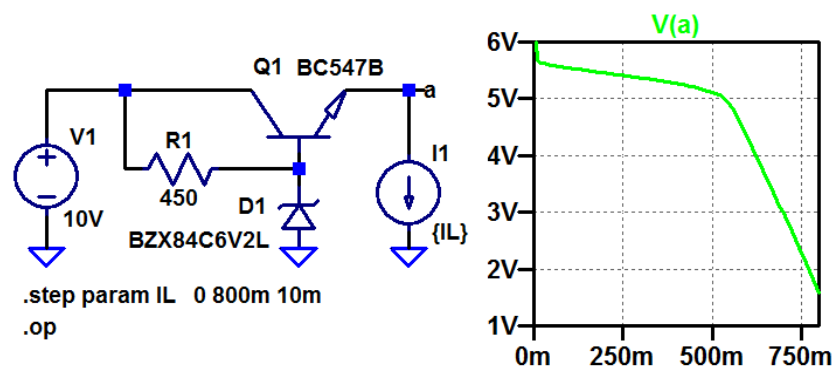 Q1 BC547B
a
V1
R1
I1
450
10V
D1
{IL}
BZX84C6V2L
.step param IL 0 800m 10m
.op
V(a)
6V
5V
4V
3V
2V
1V
0m 250m 500m 750m